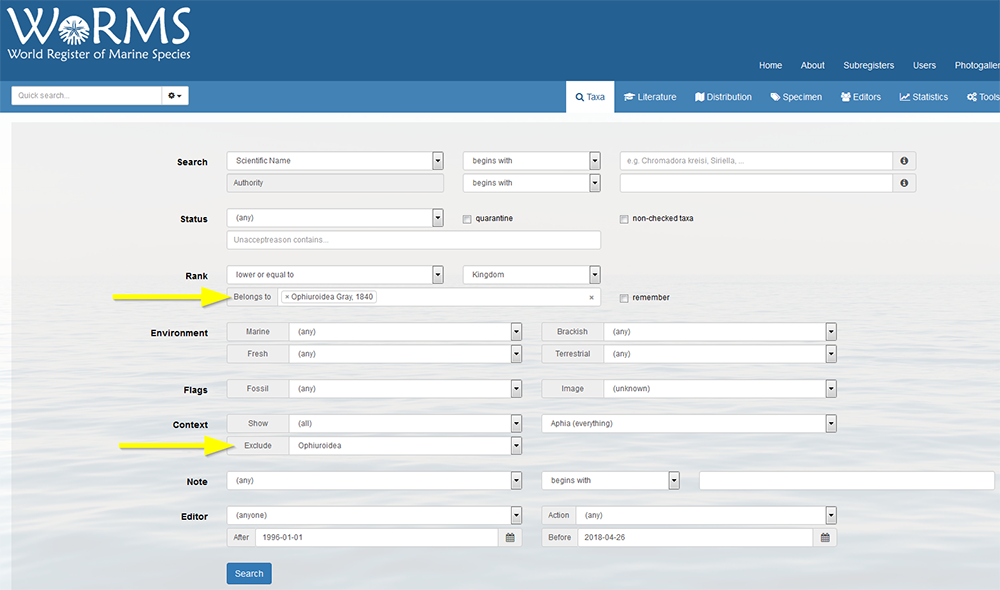 WoRMS
World Register of Marine Species
Home About Subregisters Users Photogaller
Quick search...
Taxa Literature Distribution Specimen Editors Statistics Tools
Search Scientific Name begins with e.g. Chromadora kreisi, Siriella, ...
Authority begins with
Status (any) quarantine non-checked taxa
Unacceptreason contains...
Rank lower or equal to Kingdom
Belongs to × Ophiuroidea Gray, 1840 × remember
Environment Marine (any) Brackish (any)
Fresh (any) Terrestrial (any)
Flags Fossil (any) Image (unknown)
Context Show (all) Aphia (everything)
Exclude Ophiuroidea
Note (any) begins with
Editor (anyone) Action (any)
After 1996-01-01 Before 2018-04-26
Search